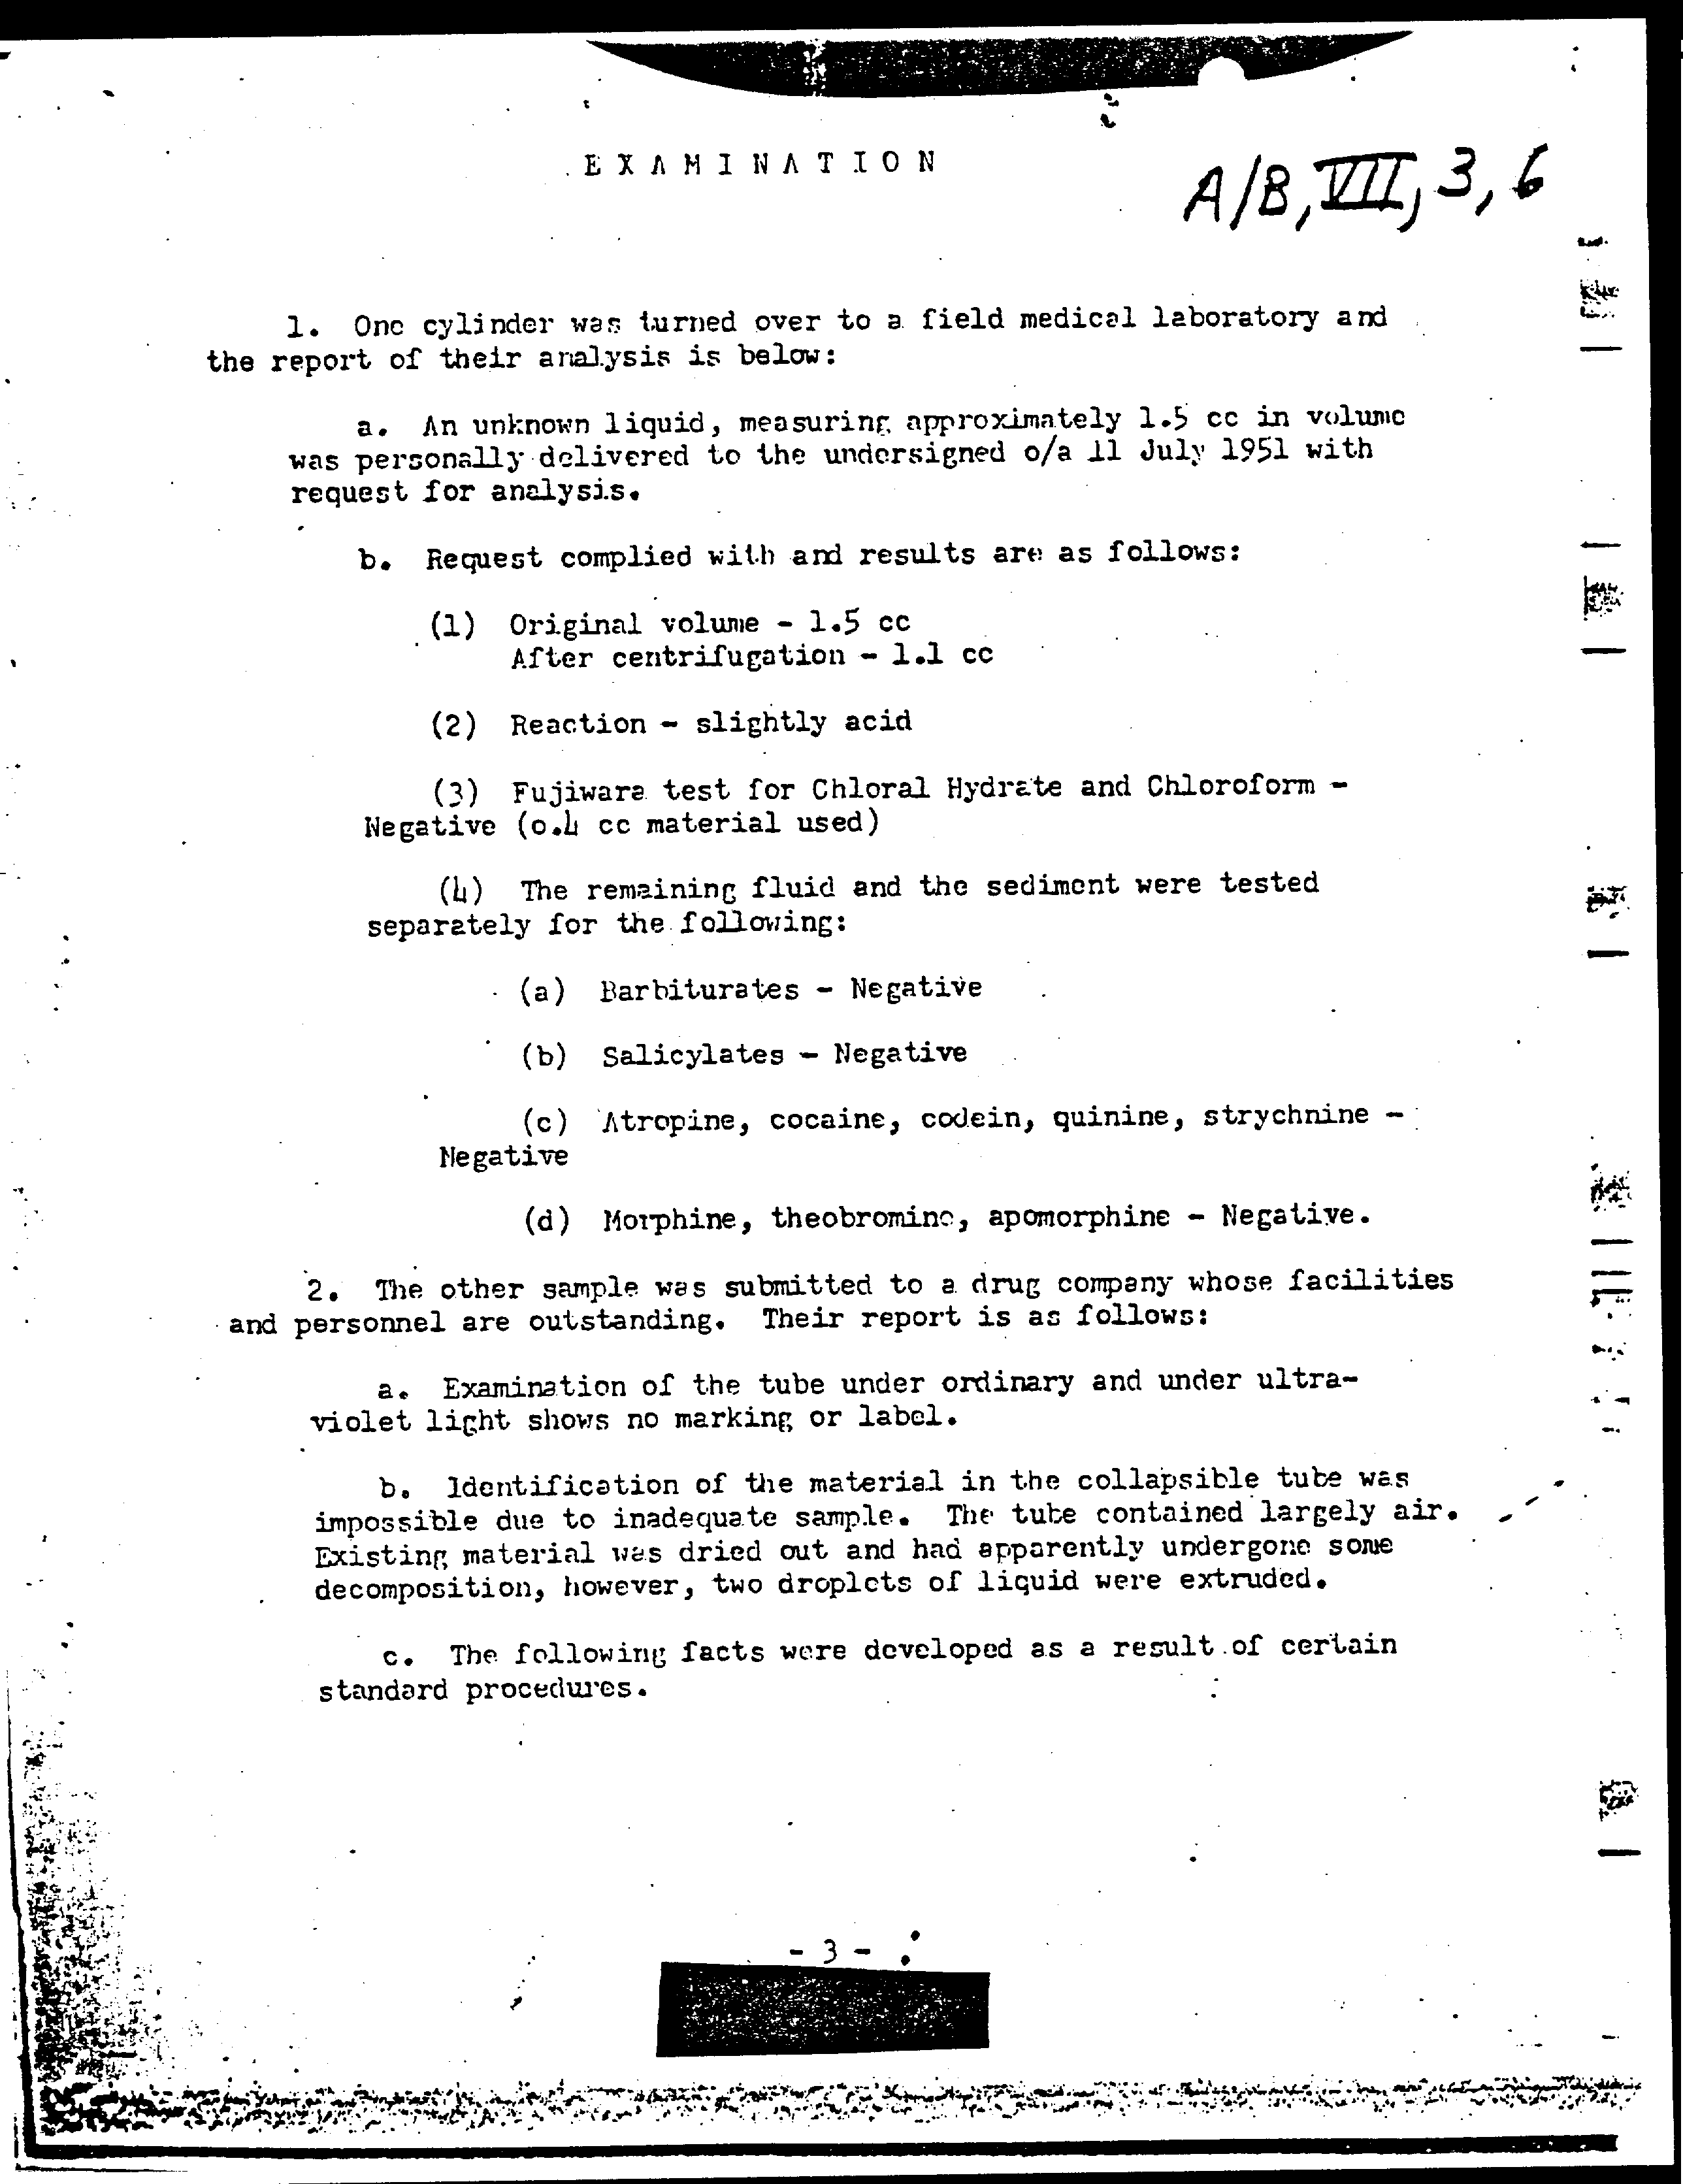 E X A M I N A T I O N
A/B, VII, 3, 6
1. One cylinder was turned over to a field medical laboratory and
the report of their analysis is below:
a. An unknown liquid, measuring approximately 1.5 cc in volume
was personally delivered to the undersigned o/a 11 July 1951 with
request for analysis.
b. Request complied with and results are as follows:
(1) Original volume - 1.5 cc
After centrifugation - 1.1 cc
(2) Reaction - slightly acid
(3) Fujiwara test for Chloral Hydrate and Chloroform -
Negative (0.4 cc material used)
(4) The remaining fluid and the sediment were tested
separately for the following:
(a) Barbiturates - Negative
(b) Salicylates - Negative
(c) Atropine, cocaine, codein, quinine, strychnine -
Negative
(d) Morphine, theobromine, apomorphine - Negative.
2. The other sample was submitted to a drug company whose facilities
and personnel are outstanding. Their report is as follows:
a. Examination of the tube under ordinary and under ultra-
violet light shows no marking or label.
b. Identification of the material in the collapsible tube was
impossible due to inadequate sample. The tube contained largely air.
Existing material was dried out and had apparently undergone some
decomposition, however, two droplets of liquid were extruded.
c. The following facts were developed as a result of certain
standard procedures.
- 3 -